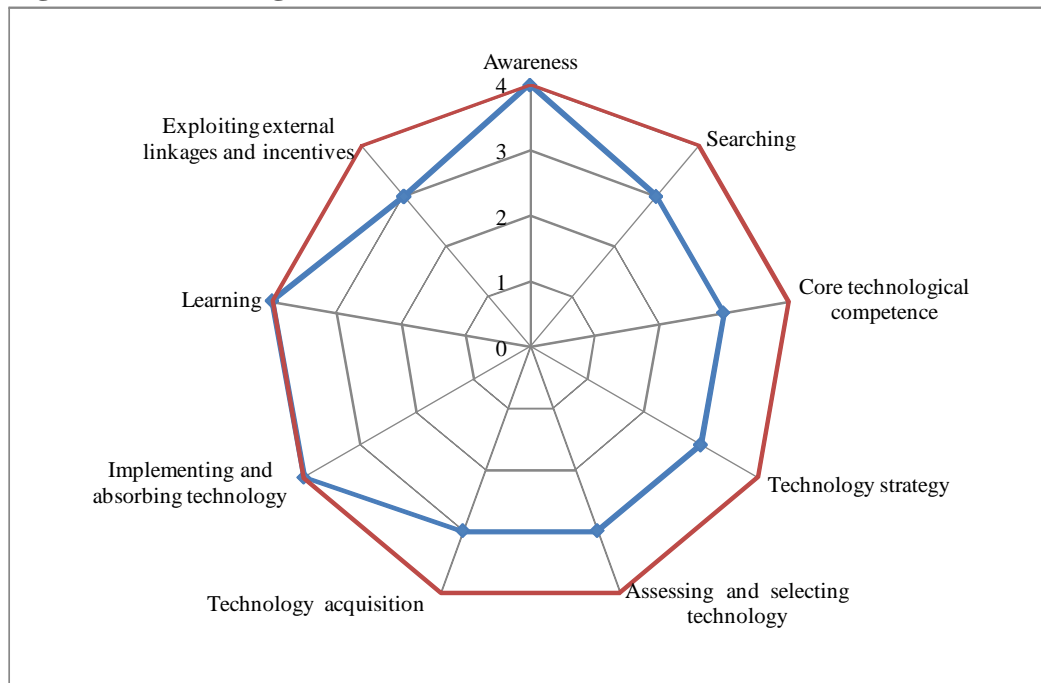 Awareness
4
Exploiting external
linkages and incentives
Searching
3
2
Learning
1
Core technological
competence
0
Implementing and
absorbing technology
Technology strategy
Technology acquisition
Assessing and selecting
technology